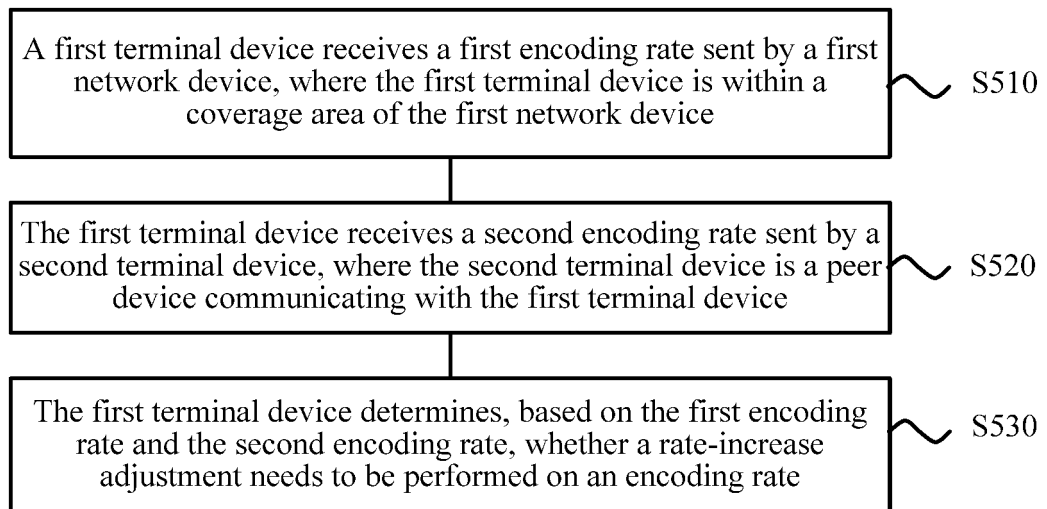 A first terminal device receives a first encoding rate sent by a first
network device, where the first terminal device is within a
coverage area of the first network device
S510
The first terminal device receives a second encoding rate sent by a
second terminal device, where the second terminal device is a peer
device communicating with the first terminal device
S520
The first terminal device determines, based on the first encoding
rate and the second encoding rate, whether a rate-increase
adjustment needs to be performed on an encoding rate
S530